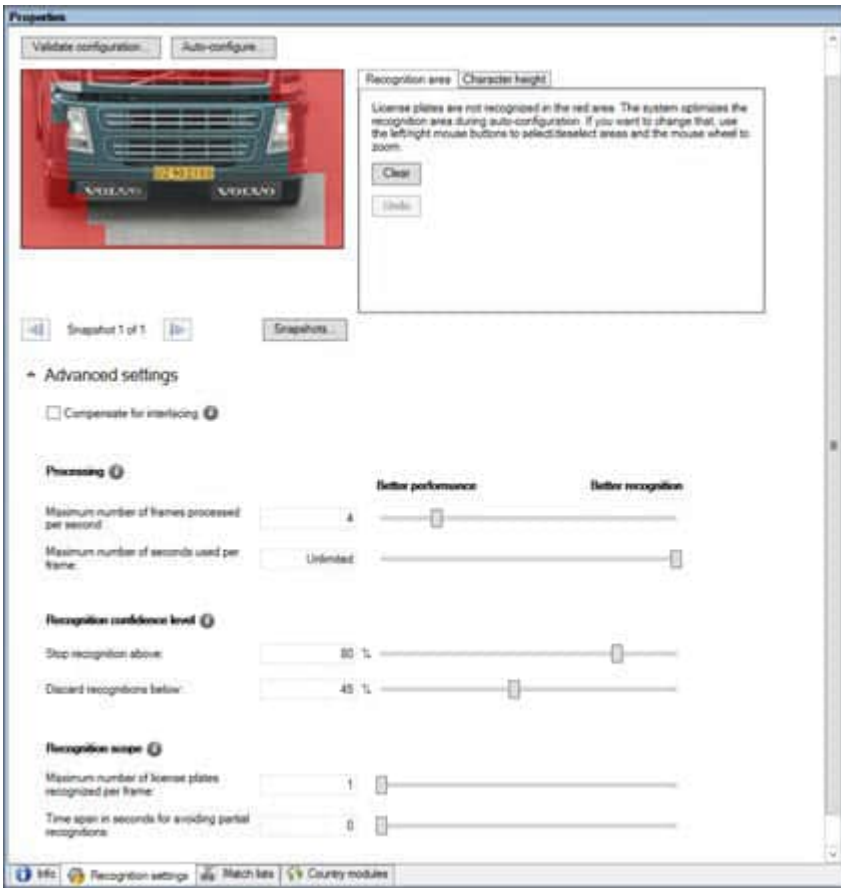 Properties
Validate configuration...
Auto-configure...
Recognition area
Character height
License plates are not recognized in the red area. The system optimizes the
recognition area during auto-configuration. If you want to change that, use
the left/right mouse buttons to select/deselect areas and the mouse wheel to
zoom.
Clear
Undo
VOLVO
VOLVO
Snapshot 1 of 1
Snapshots...
Advanced settings
Compensate for interlacing
Processing
Better performance
Better recognition
Maximum number of frames processed
per second:
4
Maximum number of seconds used per
frame:
Unlimited
Recognition confidence level
Stop recognition above:
80 %
Discard recognitions below:
45 %
Recognition scope
Maximum number of license plates
recognized per frame:
1
Time span in seconds for avoiding partial
recognitions:
0
Info
Recognition settings
Match lists
Country modules